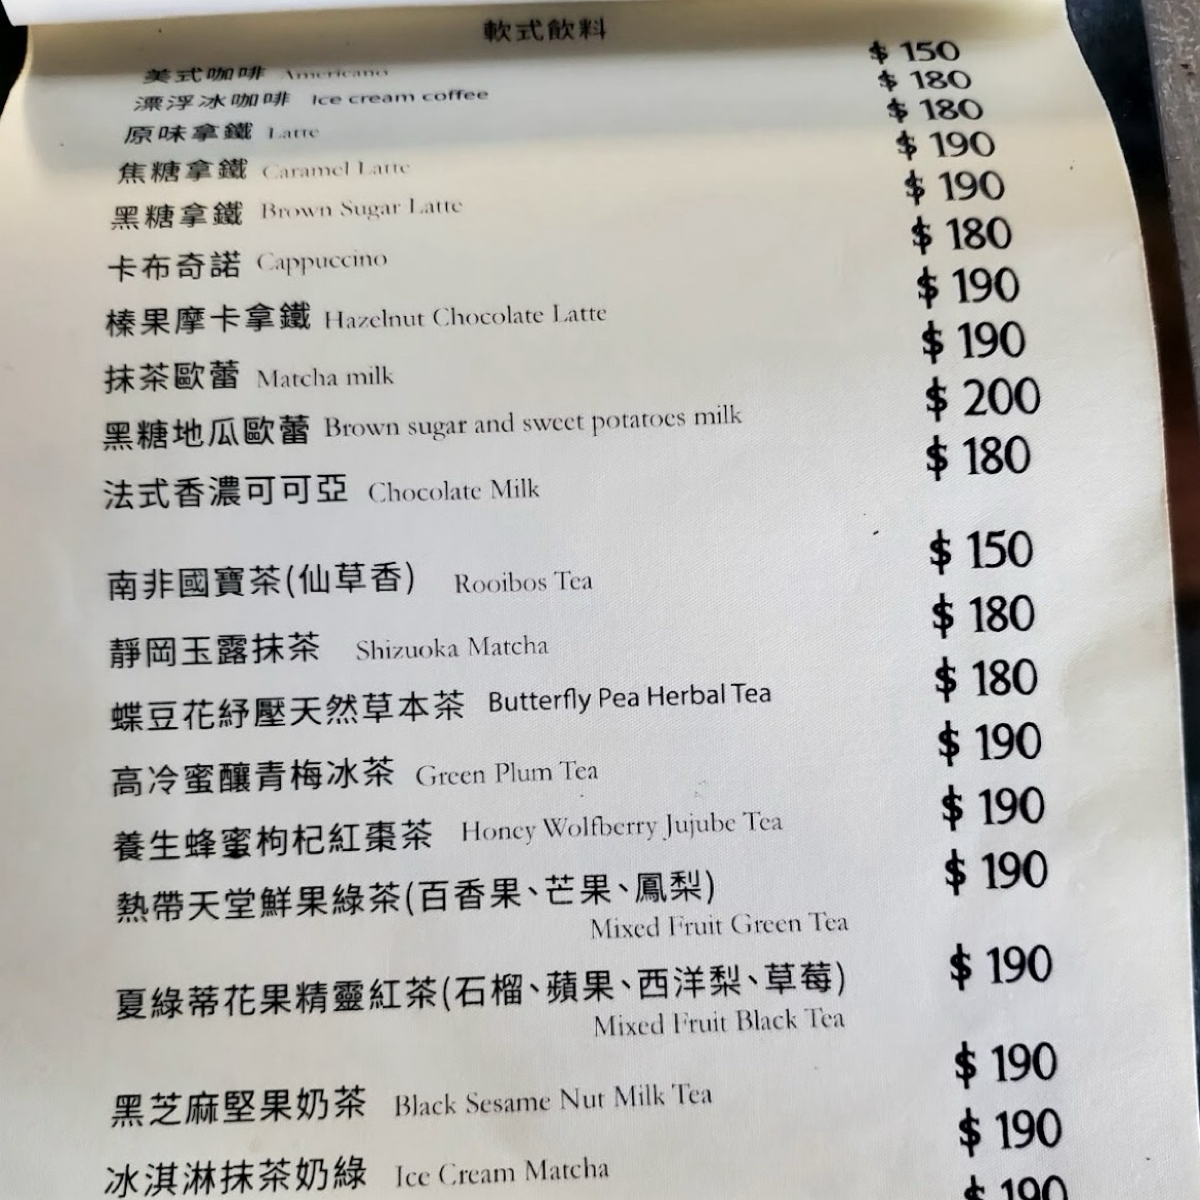 軟式飲料
美式咖啡 Americano $ 150
漂浮冰咖啡 Ice cream coffee $ 180
原味拿鐵 Latte $ 180
焦糖拿鐵 Caramel Latte $ 190
黑糖拿鐵 Brown Sugar Latte $ 190
卡布奇諾 Cappuccino $ 180
榛果摩卡拿鐵 Hazelnut Chocolate Latte $ 190
抹茶歐蕾 Matcha milk $ 190
黑糖地瓜歐蕾 Brown sugar and sweet potatoes milk $ 200
法式香濃可可亞 Chocolate Milk $ 180
南非國寶茶(仙草香) Rooibos Tea $ 150
靜岡玉露抹茶 Shizuoka Matcha $ 180
蝶豆花紓壓天然草本茶 Butterfly Pea Herbal Tea $ 180
高冷蜜釀青梅冰茶 Green Plum Tea $ 190
養生蜂蜜枸杞紅棗茶 Honey Wolfberry Jujube Tea $ 190
熱帶天堂鮮果綠茶(百香果、芒果、鳳梨) $ 190
Mixed Fruit Green Tea
夏綠蒂花果精靈紅茶(石榴、蘋果、西洋梨、草莓) $ 190
Mixed Fruit Black Tea
黑芝麻堅果奶茶 Black Sesame Nut Milk Tea $ 190
冰淇淋抹茶奶綠 Ice Cream Matcha $ 190
$ 190